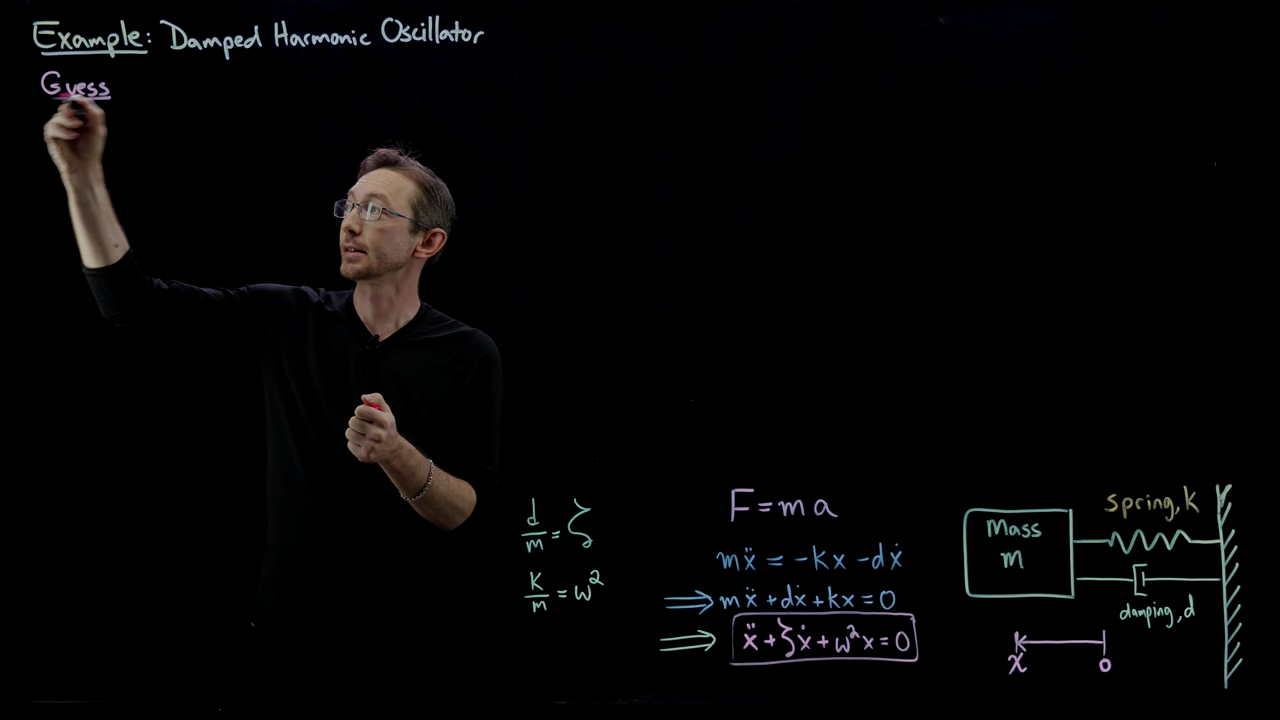 Example: Damped Harmonic Oscillator
Guess
d/m = ζ
k/m = ω²
F = ma
mẍ = -kx - dẋ
⟹ mẍ + dẋ + kx = 0
⟹ ẍ + ζẋ + ω²x = 0
Mass
m
spring, k
damping, d
x 0